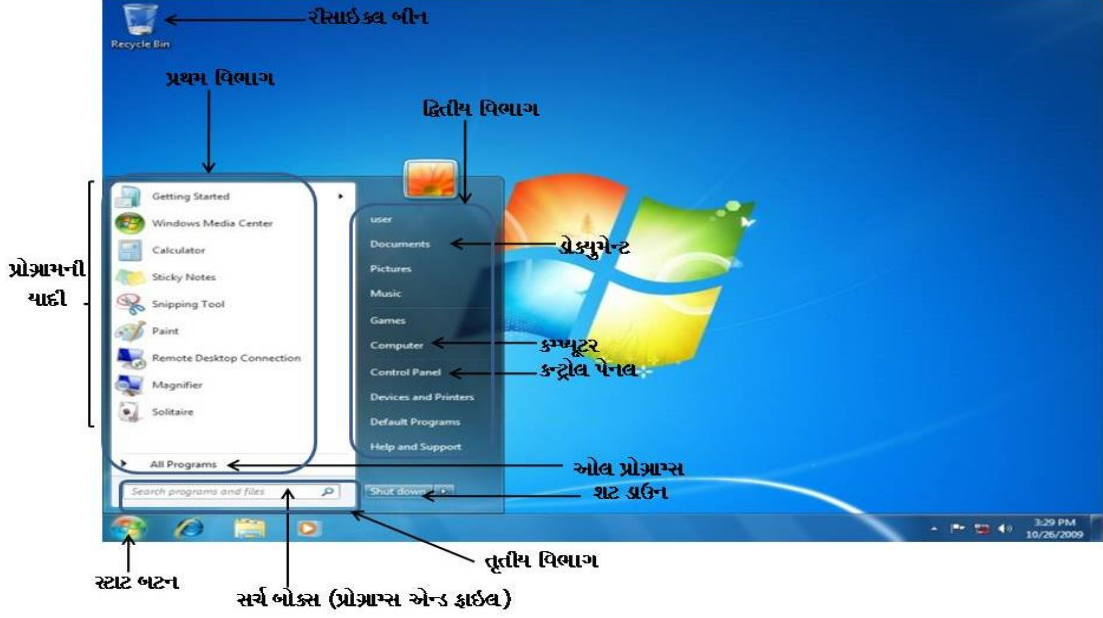 રીસાઈકલ બીન
Recycle Bin
પ્રથમ વિભાગ
દ્વિતીય વિભાગ
પ્રોગ્રામની
યાદી
Getting Started
Windows Media Center
Calculator
Sticky Notes
Snipping Tool
Paint
Remote Desktop Connection
Magnifier
Solitaire
All Programs
Search programs and files
user
Documents
Pictures
Music
Games
Computer
Control Panel
Devices and Printers
Default Programs
Help and Support
Shut down
ડોક્યુમેન્ટ
કમ્પ્યૂટર
કન્ટ્રોલ પેનલ
ઓલ પ્રોગ્રામ્સ
શટ ડાઉન
3:29 PM
10/26/2009
તૃતીય વિભાગ
સ્ટાટ બટન
સર્ચ બોક્સ (પ્રોગ્રામ્સ એન્ડ ફાઈલ)